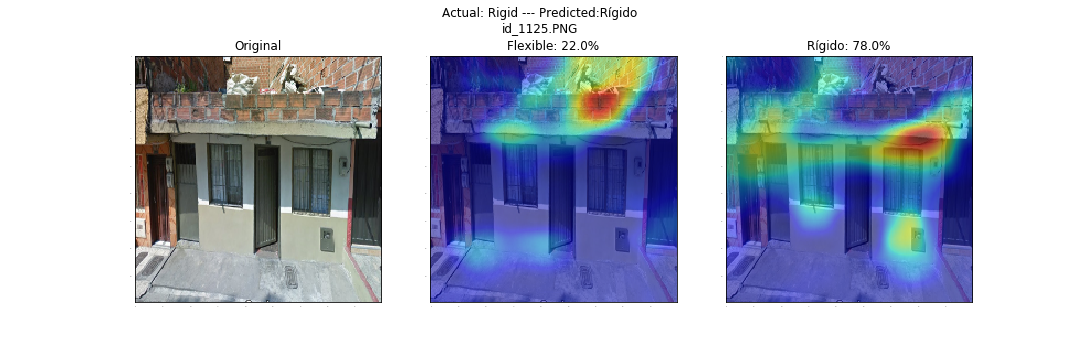 Actual: Rigid --- Predicted:Rígido
id_1125.PNG
Original
Flexible: 22.0%
Rígido: 78.0%